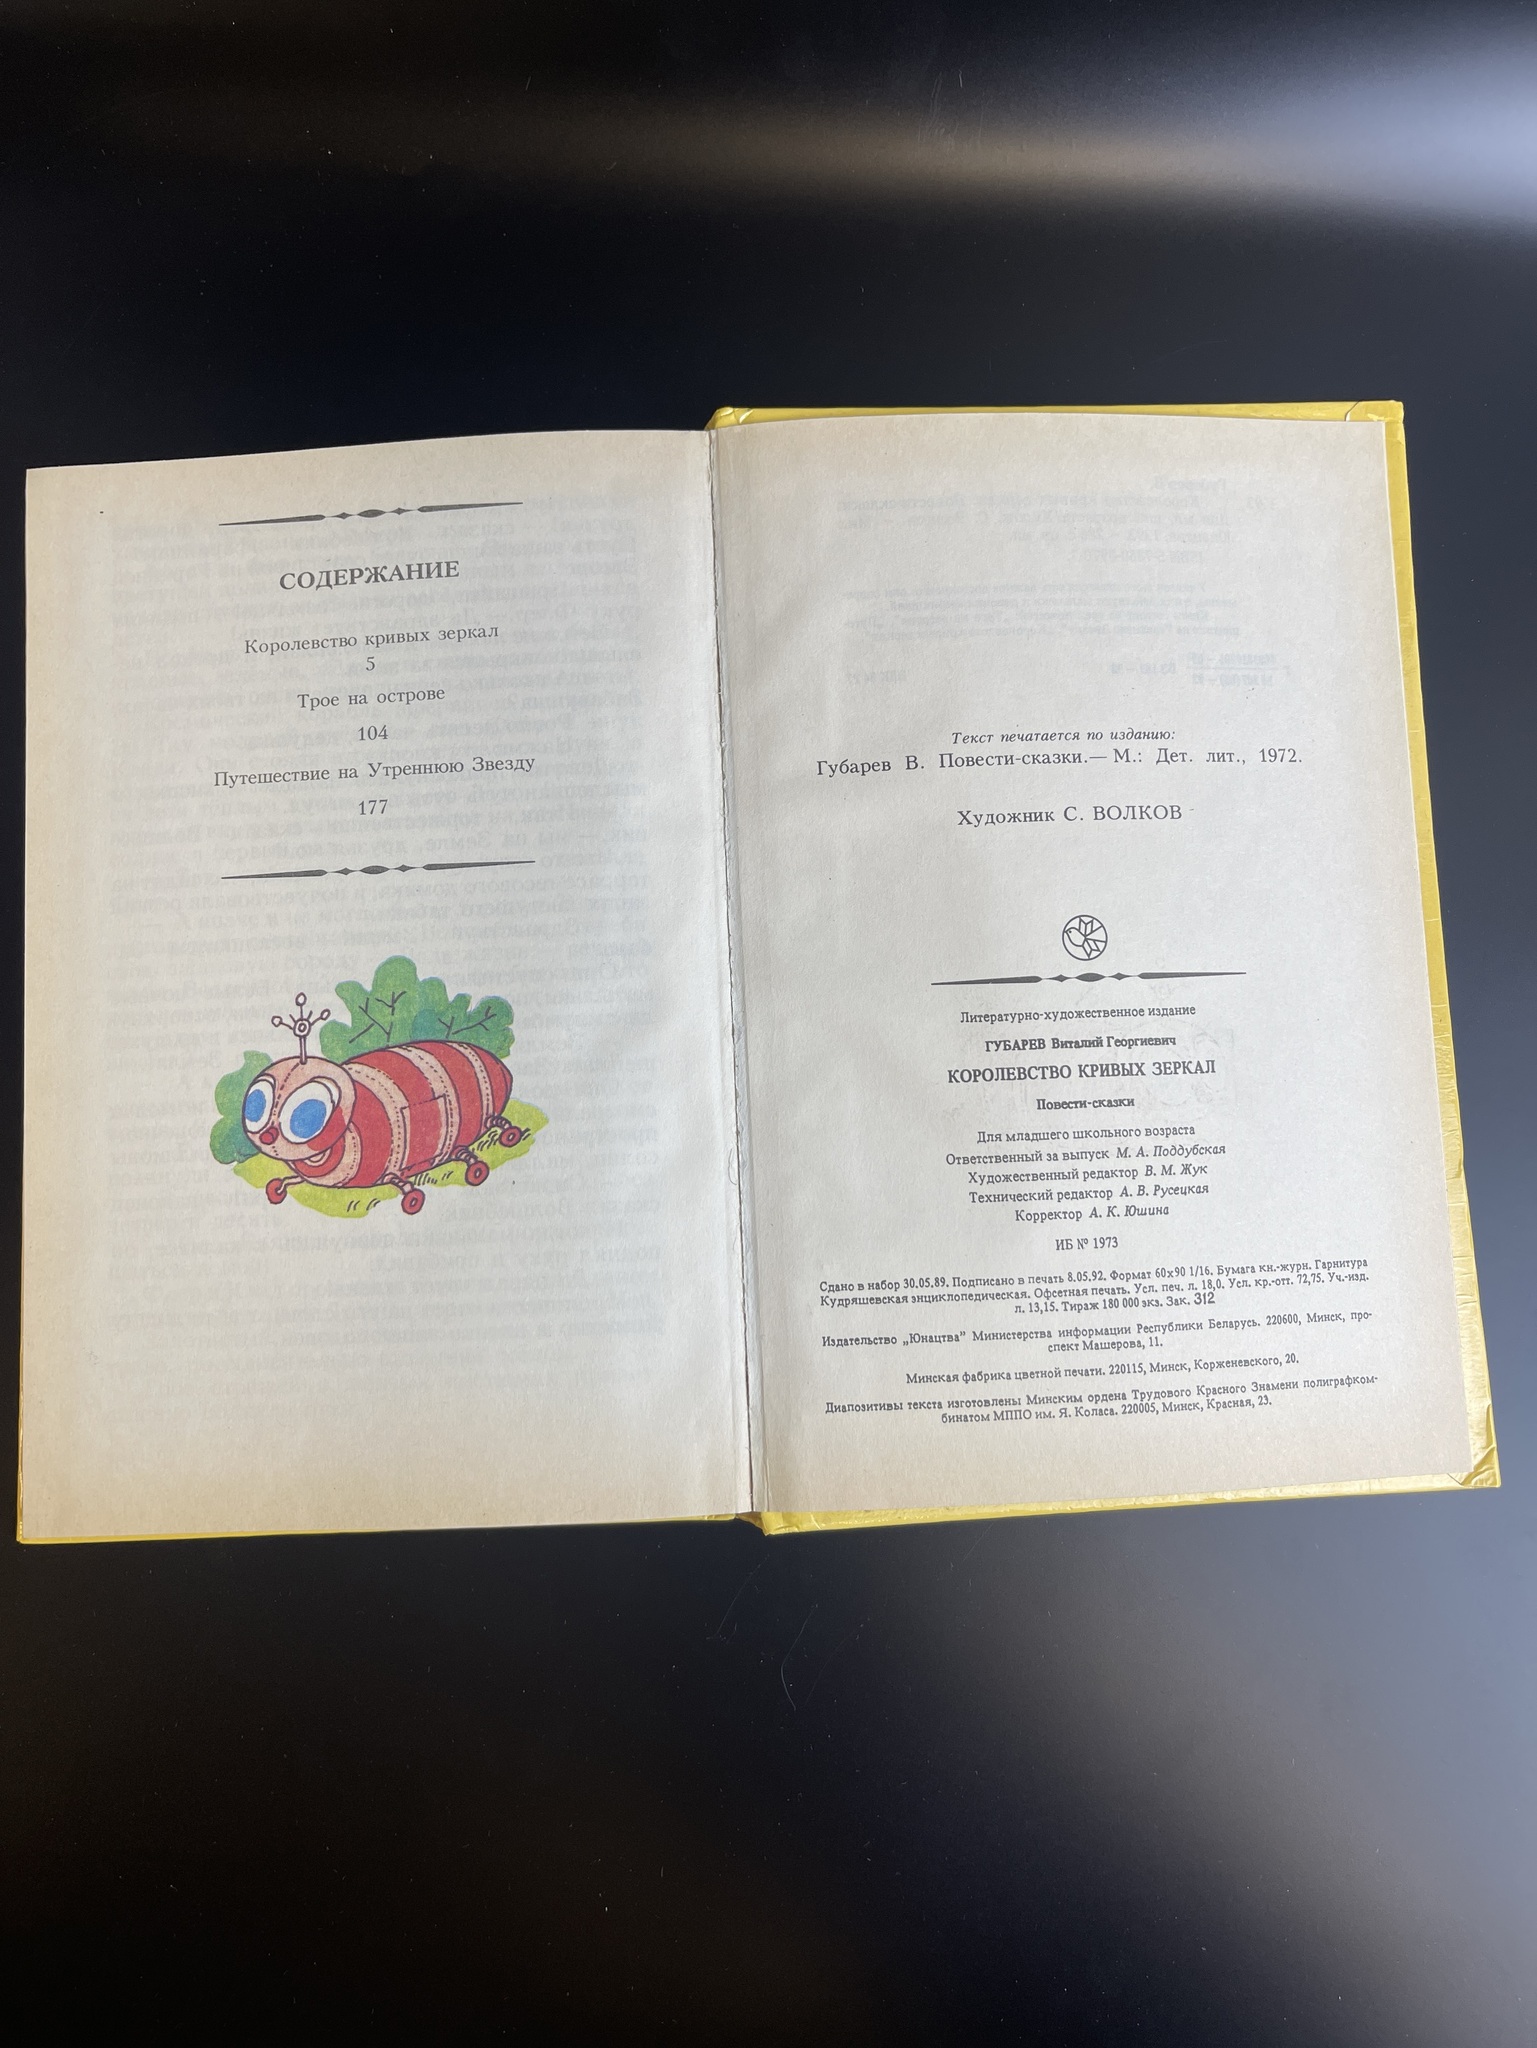 СОДЕРЖАНИЕ
Королевство кривых зеркал
5
Трое на острове
104
Путешествие на Утреннюю Звезду
177
Текст печатается по изданию:
Губарев В. Повести-сказки.— М.: Дет. лит., 1972.
Художник С. ВОЛКОВ
Литературно-художественное издание
ГУБАРЕВ Виталий Георгиевич
КОРОЛЕВСТВО КРИВЫХ ЗЕРКАЛ
Повести-сказки
Для младшего школьного возраста
Ответственный за выпуск М. А. Поддубская
Художественный редактор В. М. Жук
Технический редактор А. В. Русецкая
Корректор А. К. Юшина
ИБ № 1973
Сдано в набор 30.05.89. Подписано в печать 8.05.92. Формат 60х90 1/16. Бумага кн.-журн. Гарнитура
Кудряшевская энциклопедическая. Офсетная печать. Усл. печ. л. 18,0. Усл. кр.-отт. 72,75. Уч.-изд.
л. 13,15. Тираж 180 000 экз. Зак. 312
Издательство „Юнацтва" Министерства информации Республики Беларусь. 220600, Минск, про-
спект Машерова, 11.
Минская фабрика цветной печати. 220115, Минск, Корженевского, 20.
Диапозитивы текста изготовлены Минским ордена Трудового Красного Знамени полиграфком-
бинатом МППО им. Я. Коласа. 220005, Минск, Красная, 23.